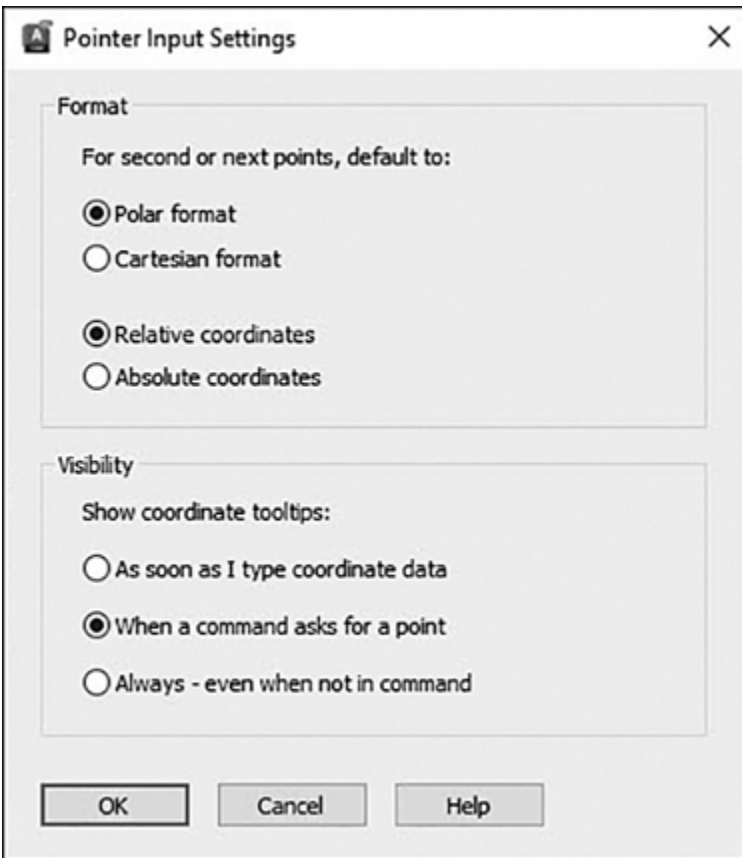 Pointer Input Settings
Format
For second or next points, default to:
Polar format
Cartesian format
Relative coordinates
Absolute coordinates
Visibility
Show coordinate tooltips:
As soon as I type coordinate data
When a command asks for a point
Always - even when not in command
OK Cancel Help